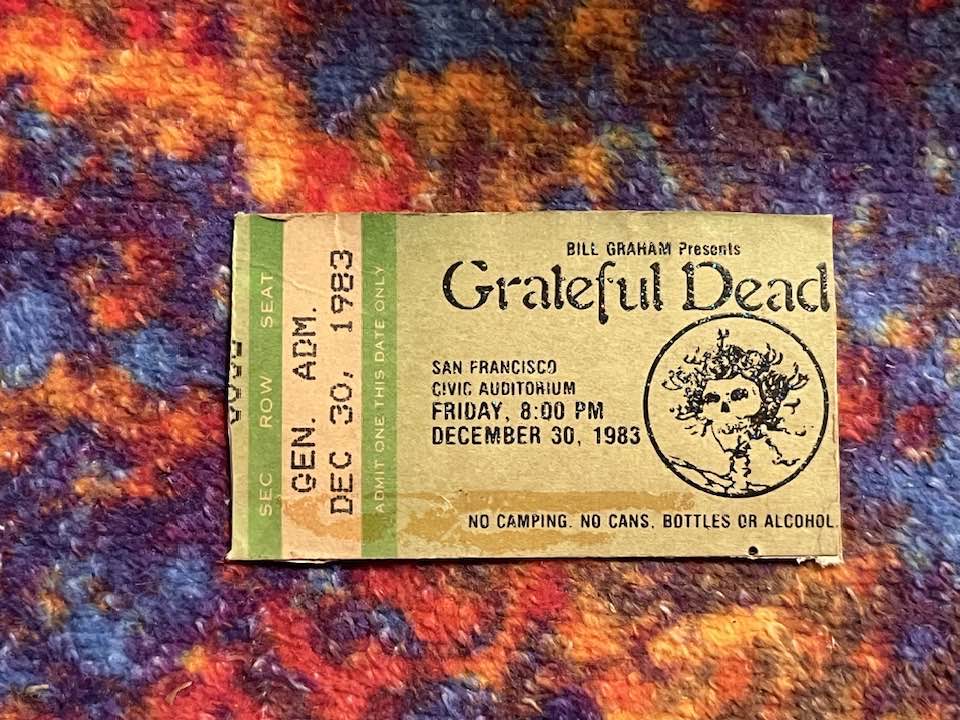 SEC ROW SEAT
GEN. ADM.
DEC 30, 1983
ADMIT ONE THIS DATE ONLY
BILL GRAHAM Presents
Grateful Dead
SAN FRANCISCO
CIVIC AUDITORIUM
FRIDAY, 8:00 PM
DECEMBER 30, 1983
NO CAMPING. NO CANS, BOTTLES OR ALCOHOL.